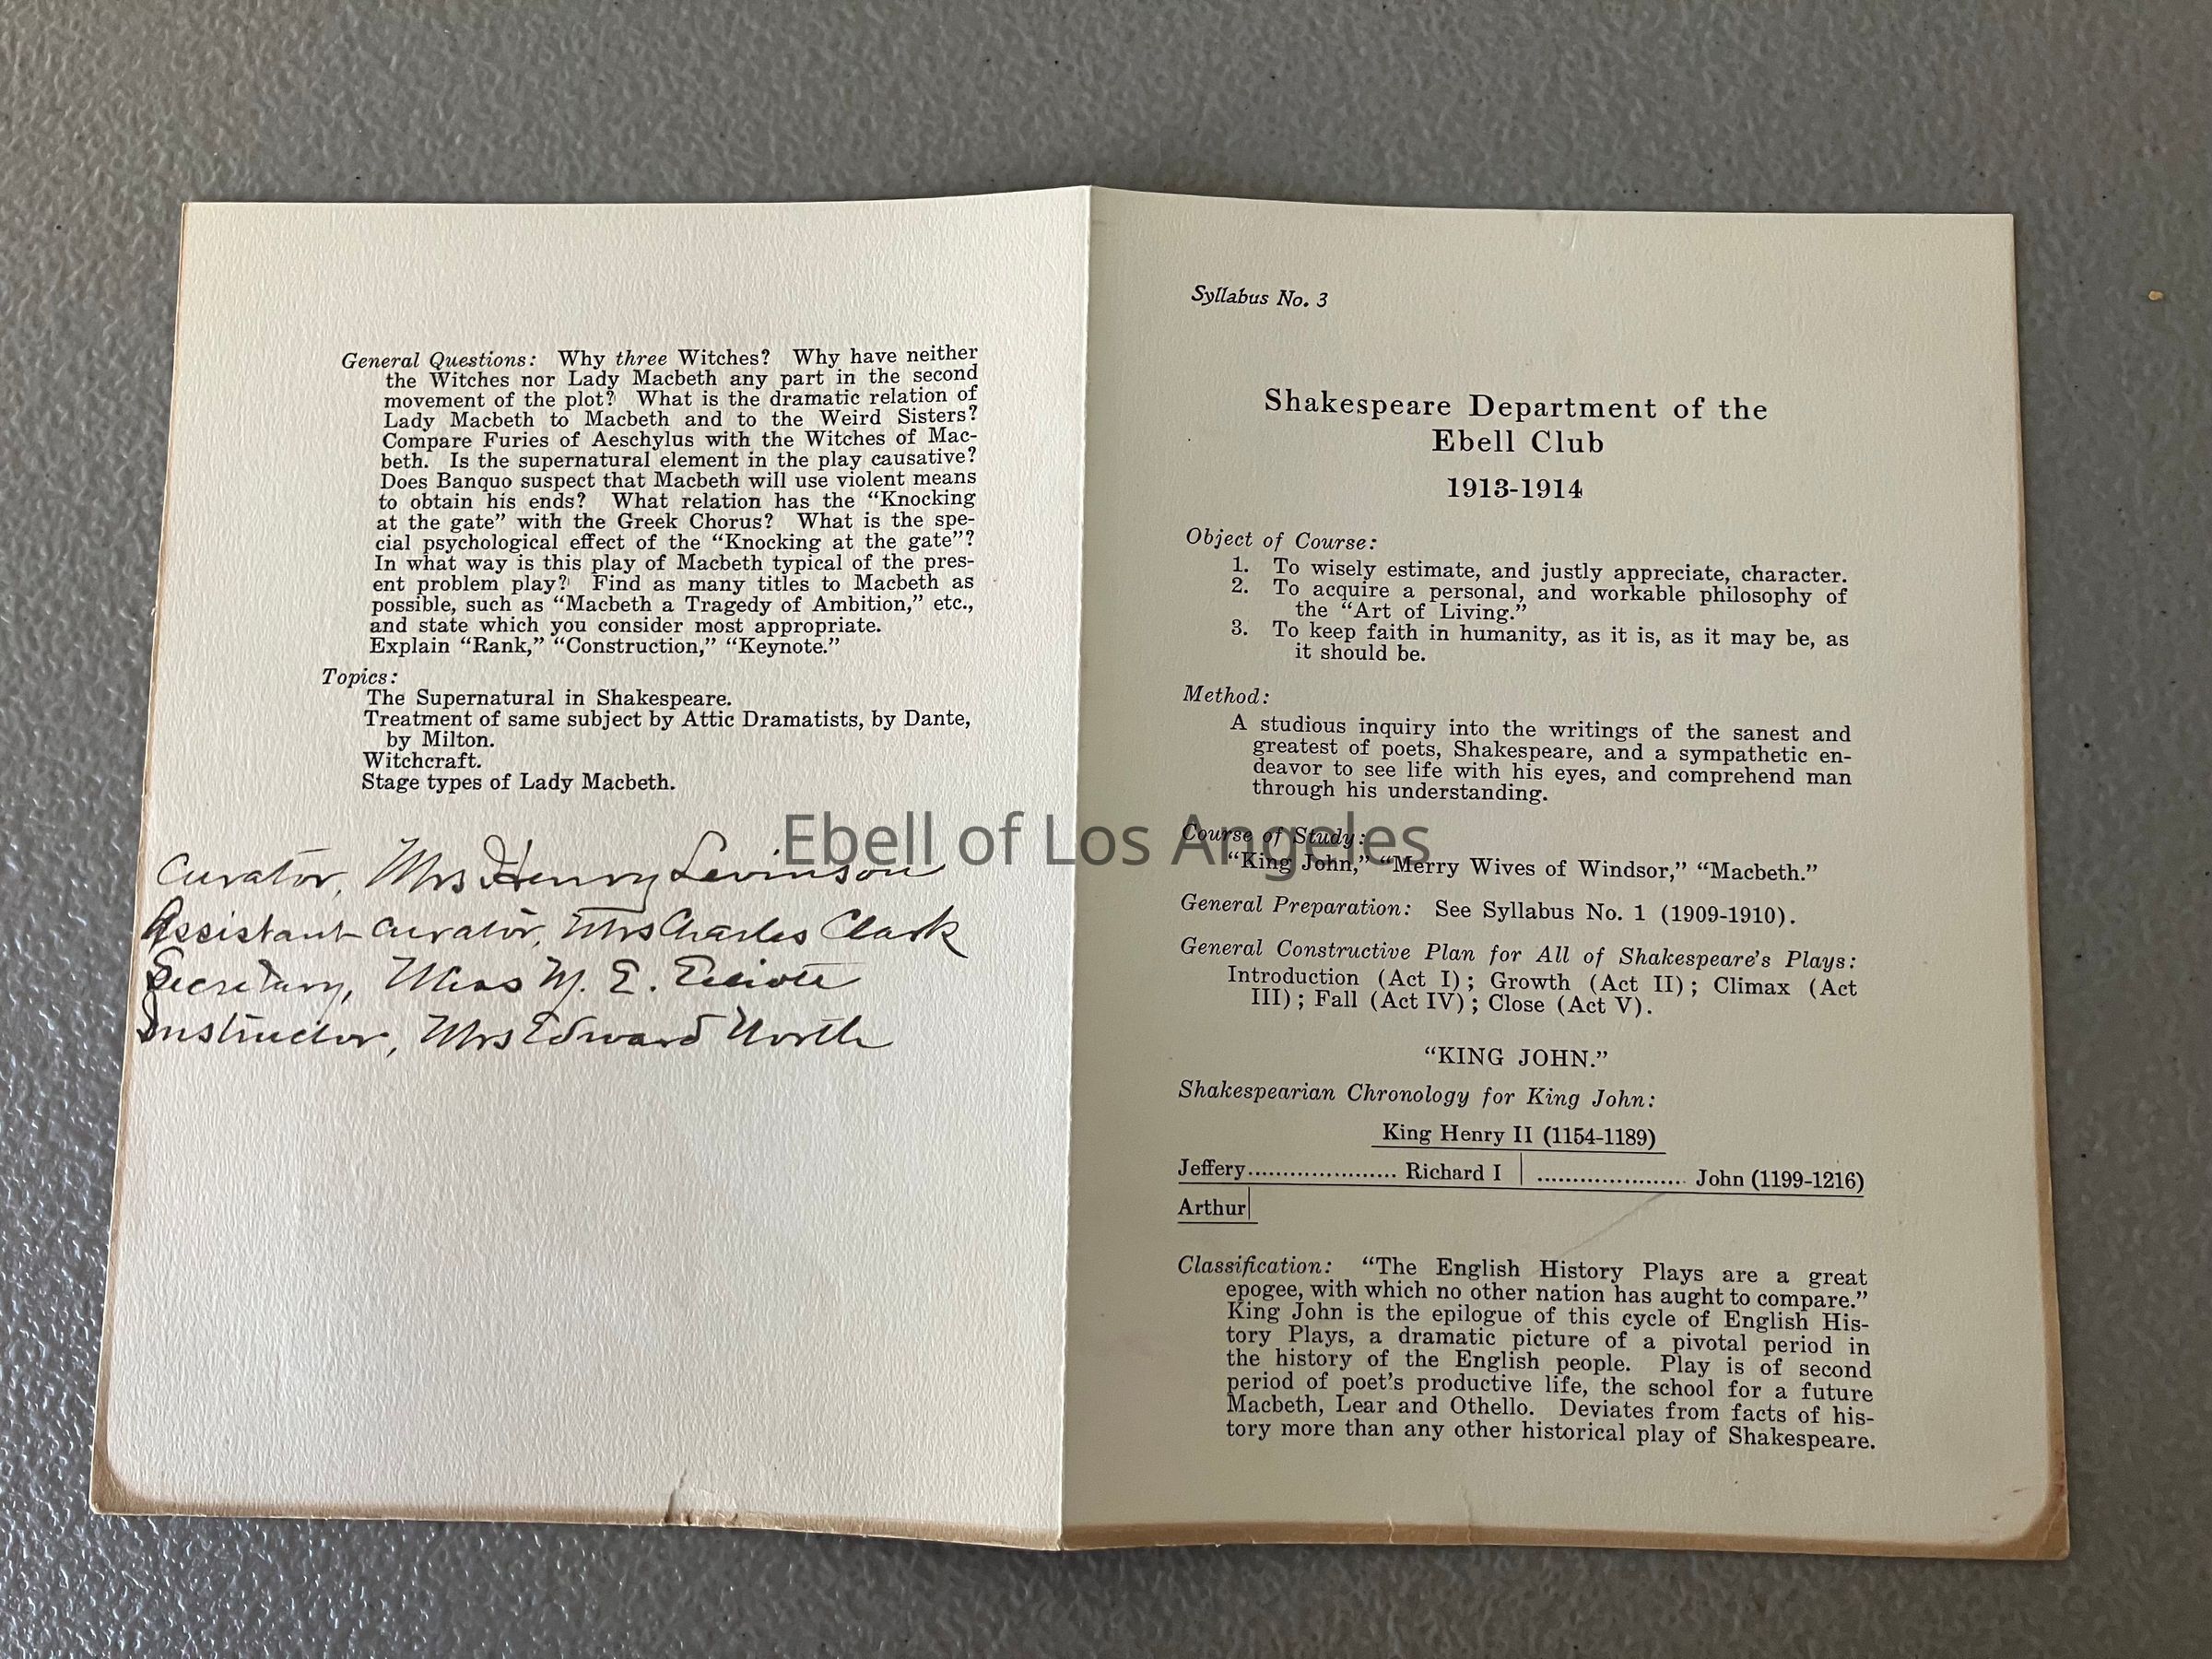 General Questions: Why three Witches? Why have neither
the Witches nor Lady Macbeth any part in the second
movement of the plot? What is the dramatic relation of
Lady Macbeth to Macbeth and to the Weird Sisters?
Compare Furies of Aeschylus with the Witches of Mac-
beth. Is the supernatural element in the play causative?
Does Banquo suspect that Macbeth will use violent means
to obtain his ends? What relation has the “Knocking
at the gate” with the Greek Chorus? What is the spe-
cial psychological effect of the “Knocking at the gate”?
In what way is this play of Macbeth typical of the pres-
ent problem play? Find as many titles to Macbeth as
possible, such as “Macbeth a Tragedy of Ambition,” etc.,
and state which you consider most appropriate.
Explain “Rank,” “Construction,” “Keynote.”
Topics:
The Supernatural in Shakespeare.
Treatment of same subject by Attic Dramatists, by Dante,
by Milton.
Witchcraft.
Stage types of Lady Macbeth.
Curator, Mrs Henry Levinson
Assistant Curator, Mrs Charles Clark
Secretary, Miss M. E. Elliott
Instructor, Mrs Edward North
Syllabus No. 3
Shakespeare Department of the
Ebell Club
1913-1914
Object of Course:
1. To wisely estimate, and justly appreciate, character.
2. To acquire a personal, and workable philosophy of
the “Art of Living.”
3. To keep faith in humanity, as it is, as it may be, as
it should be.
Method:
A studious inquiry into the writings of the sanest and
greatest of poets, Shakespeare, and a sympathetic en-
deavor to see life with his eyes, and comprehend man
through his understanding.
Course of Study:
“King John,” “Merry Wives of Windsor,” “Macbeth.”
General Preparation: See Syllabus No. 1 (1909-1910).
General Constructive Plan for All of Shakespeare's Plays:
Introduction (Act I); Growth (Act II); Climax (Act
III); Fall (Act IV); Close (Act V).
“KING JOHN.”
Shakespearian Chronology for King John:
King Henry II (1154-1189)
Jeffery..................... Richard I | ..................... John (1199-1216)
Arthur|
Classification: “The English History Plays are a great
epogee, with which no other nation has aught to compare.”
King John is the epilogue of this cycle of English His-
tory Plays, a dramatic picture of a pivotal period in
the history of the English people. Play is of second
period of poet's productive life, the school for a future
Macbeth, Lear and Othello. Deviates from facts of his-
tory more than any other historical play of Shakespeare.
Ebell of Los Angeles